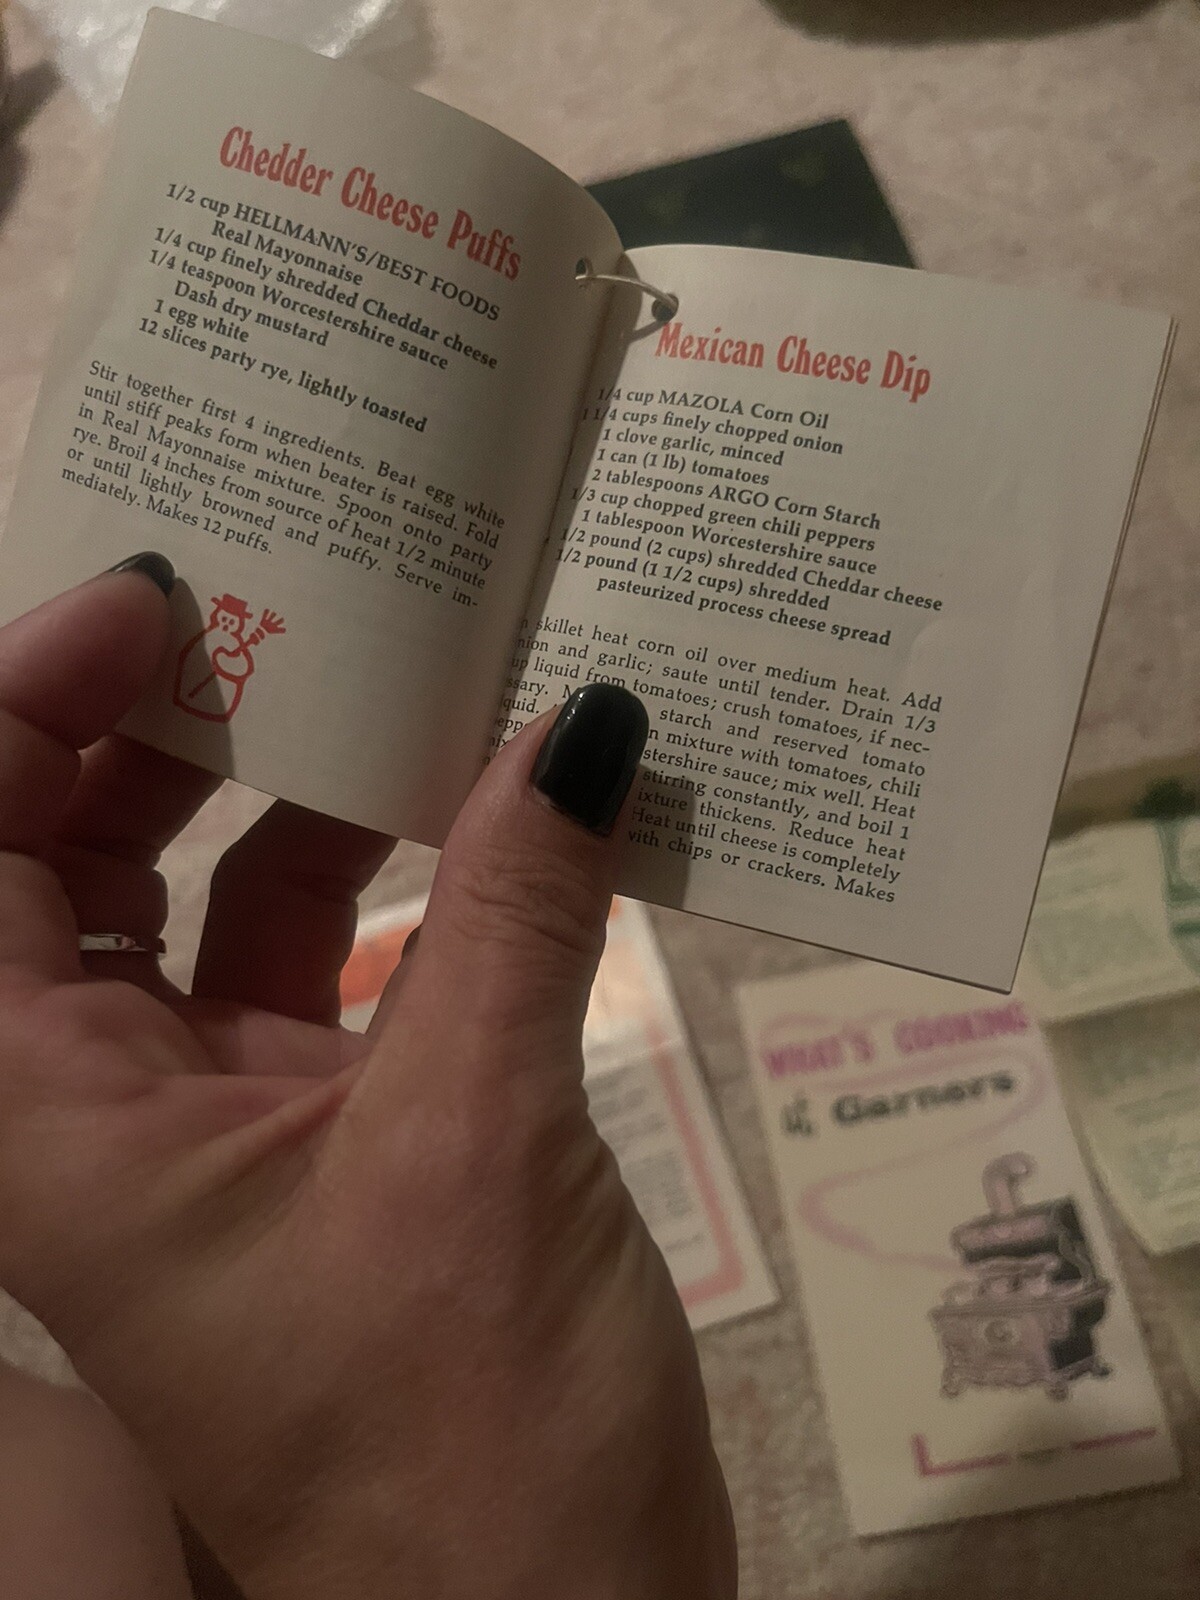 Chedder Cheese Puffs
1/2 cup HELLMANN'S/BEST FOODS
Real Mayonnaise
1/4 cup finely shredded Cheddar cheese
1/4 teaspoon Worcestershire sauce
Dash dry mustard
1 egg white
12 slices party rye, lightly toasted
Stir together first 4 ingredients. Beat egg white
until stiff peaks form when beater is raised. Fold
in Real Mayonnaise mixture. Spoon onto party
rye. Broil 4 inches from source of heat 1/2 minute
or until lightly browned and puffy. Serve im-
mediately. Makes 12 puffs.
Mexican Cheese Dip
1/4 cup MAZOLA Corn Oil
1 1/4 cups finely chopped onion
1 clove garlic, minced
1 can (1 lb) tomatoes
2 tablespoons ARGO Corn Starch
1/3 cup chopped green chili peppers
1 tablespoon Worcestershire sauce
1/2 pound (2 cups) shredded Cheddar cheese
1/2 pound (1 1/2 cups) shredded
pasteurized process cheese spread
skillet heat corn oil over medium heat. Add
nion and garlic; saute until tender. Drain 1/3
up liquid from tomatoes; crush tomatoes, if nec-
ssary. starch and reserved tomato
quid. mixture with tomatoes, chili
epp stershire sauce; mix well. Heat
stirring constantly, and boil 1
ixture thickens. Reduce heat
Heat until cheese is completely
with chips or crackers. Makes
WHAT'S COOKING
Garners